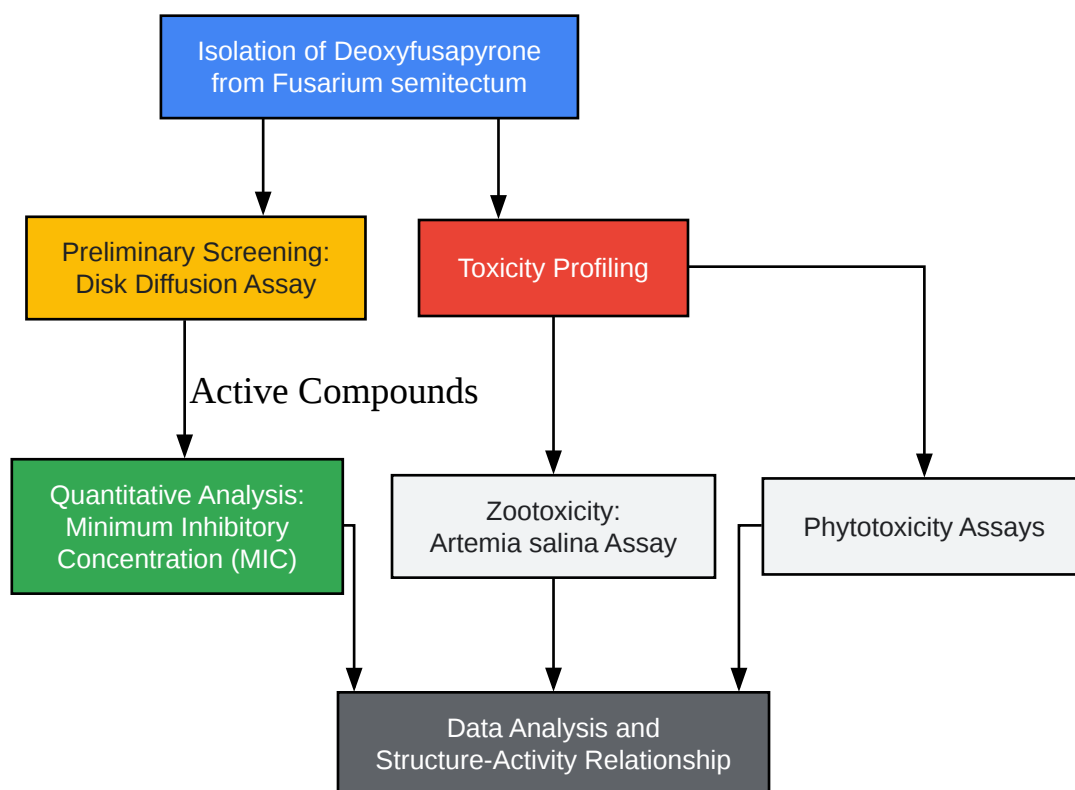 Isolation of Deoxyfusapyrone
from Fusarium semitectum
Preliminary Screening:
Disk Diffusion Assay
Toxicity Profiling
Active Compounds
Quantitative Analysis:
Minimum Inhibitory
Concentration (MIC)
Zootoxicity:
Artemia salina Assay
Phytotoxicity Assays
Data Analysis and
Structure-Activity Relationship